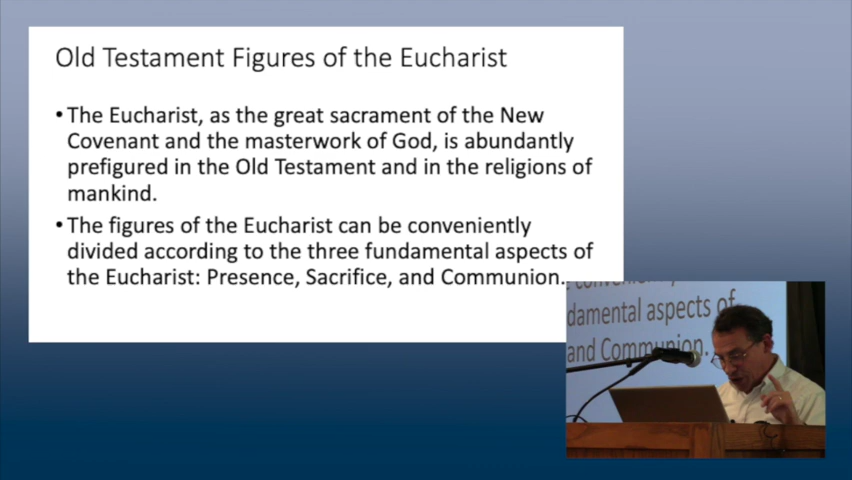 Old Testament Figures of the Eucharist
• The Eucharist, as the great sacrament of the New
Covenant and the masterwork of God, is abundantly
prefigured in the Old Testament and in the religions of
mankind.
• The figures of the Eucharist can be conveniently
divided according to the three fundamental aspects of
the Eucharist: Presence, Sacrifice, and Communion.
damental aspects of
and Communion.